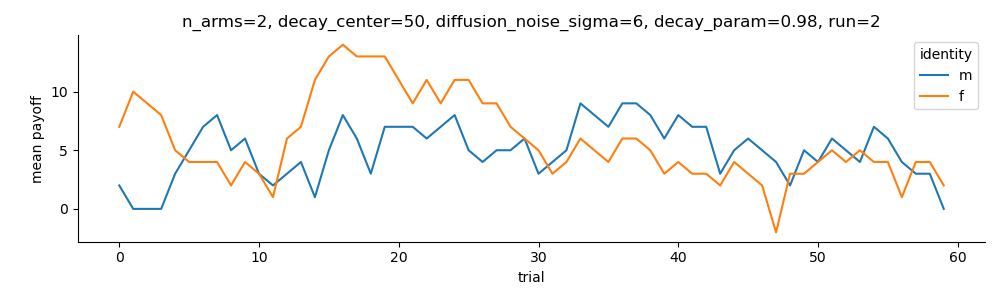 n_arms=2, decay_center=50, diffusion_noise_sigma=6, decay_param=0.98, run=2
identity
m
f
mean payoff
10
5
0
0
10
20
30
40
50
60
trial